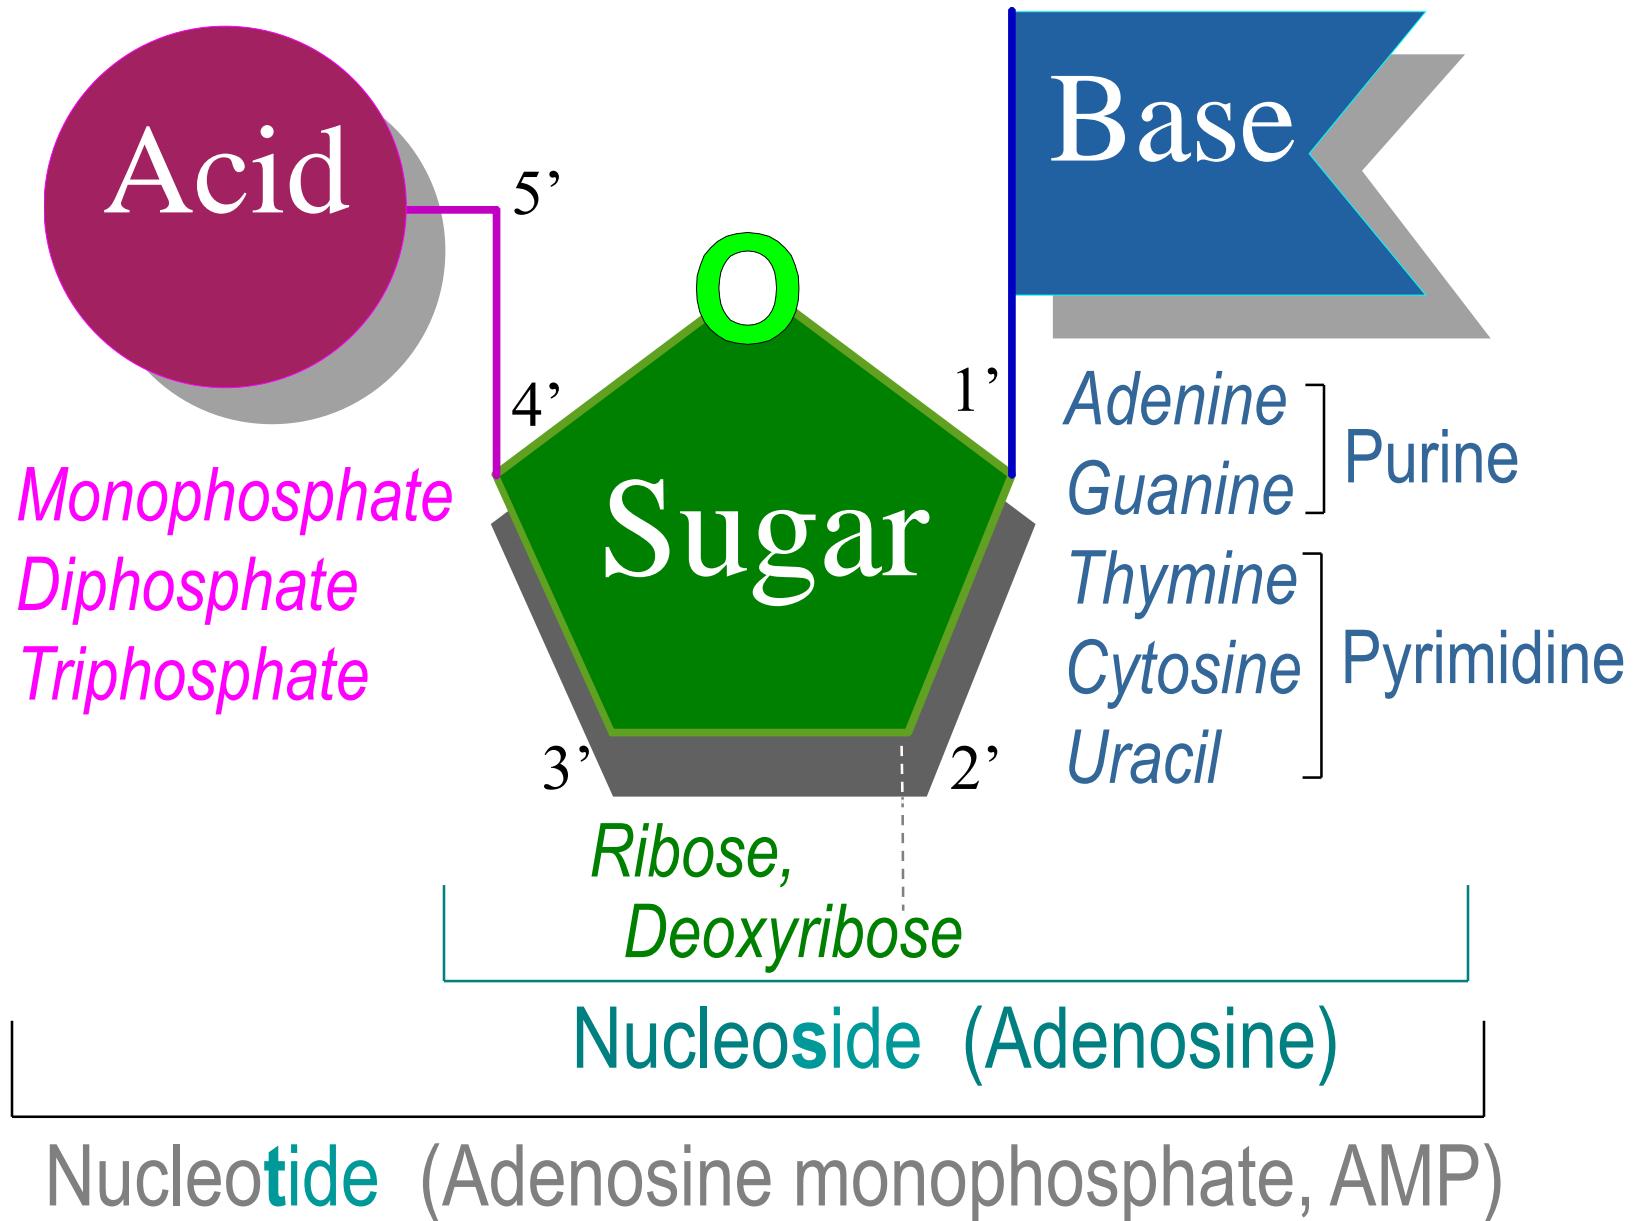 Acid
Base
5’
O
4’
1’
Sugar
3’
2’
Monophosphate
Diphosphate
Triphosphate
Adenine
Guanine
Purine
Thymine
Cytosine
Uracil
Pyrimidine
Ribose,
Deoxyribose
Nucleoside (Adenosine)
Nucleotide (Adenosine monophosphate, AMP)